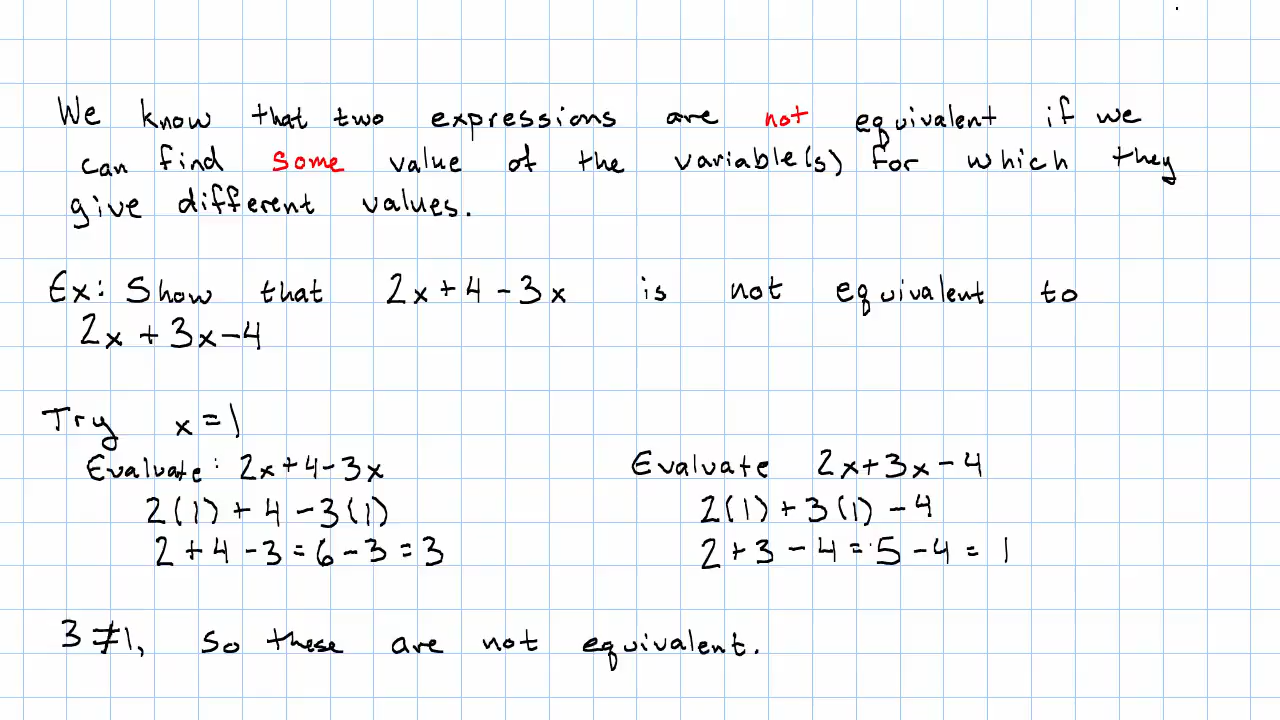 We know that two expressions are not equivalent if we
can find some value of the variable(s) for which they
give different values.
Ex: Show that 2x+4-3x is not equivalent to
2x+3x-4
Try x=1
Evaluate: 2x+4-3x
2(1)+4-3(1)
2+4-3=6-3=3
Evaluate 2x+3x-4
2(1)+3(1)-4
2+3-4=5-4=1
3≠1, so these are not equivalent.